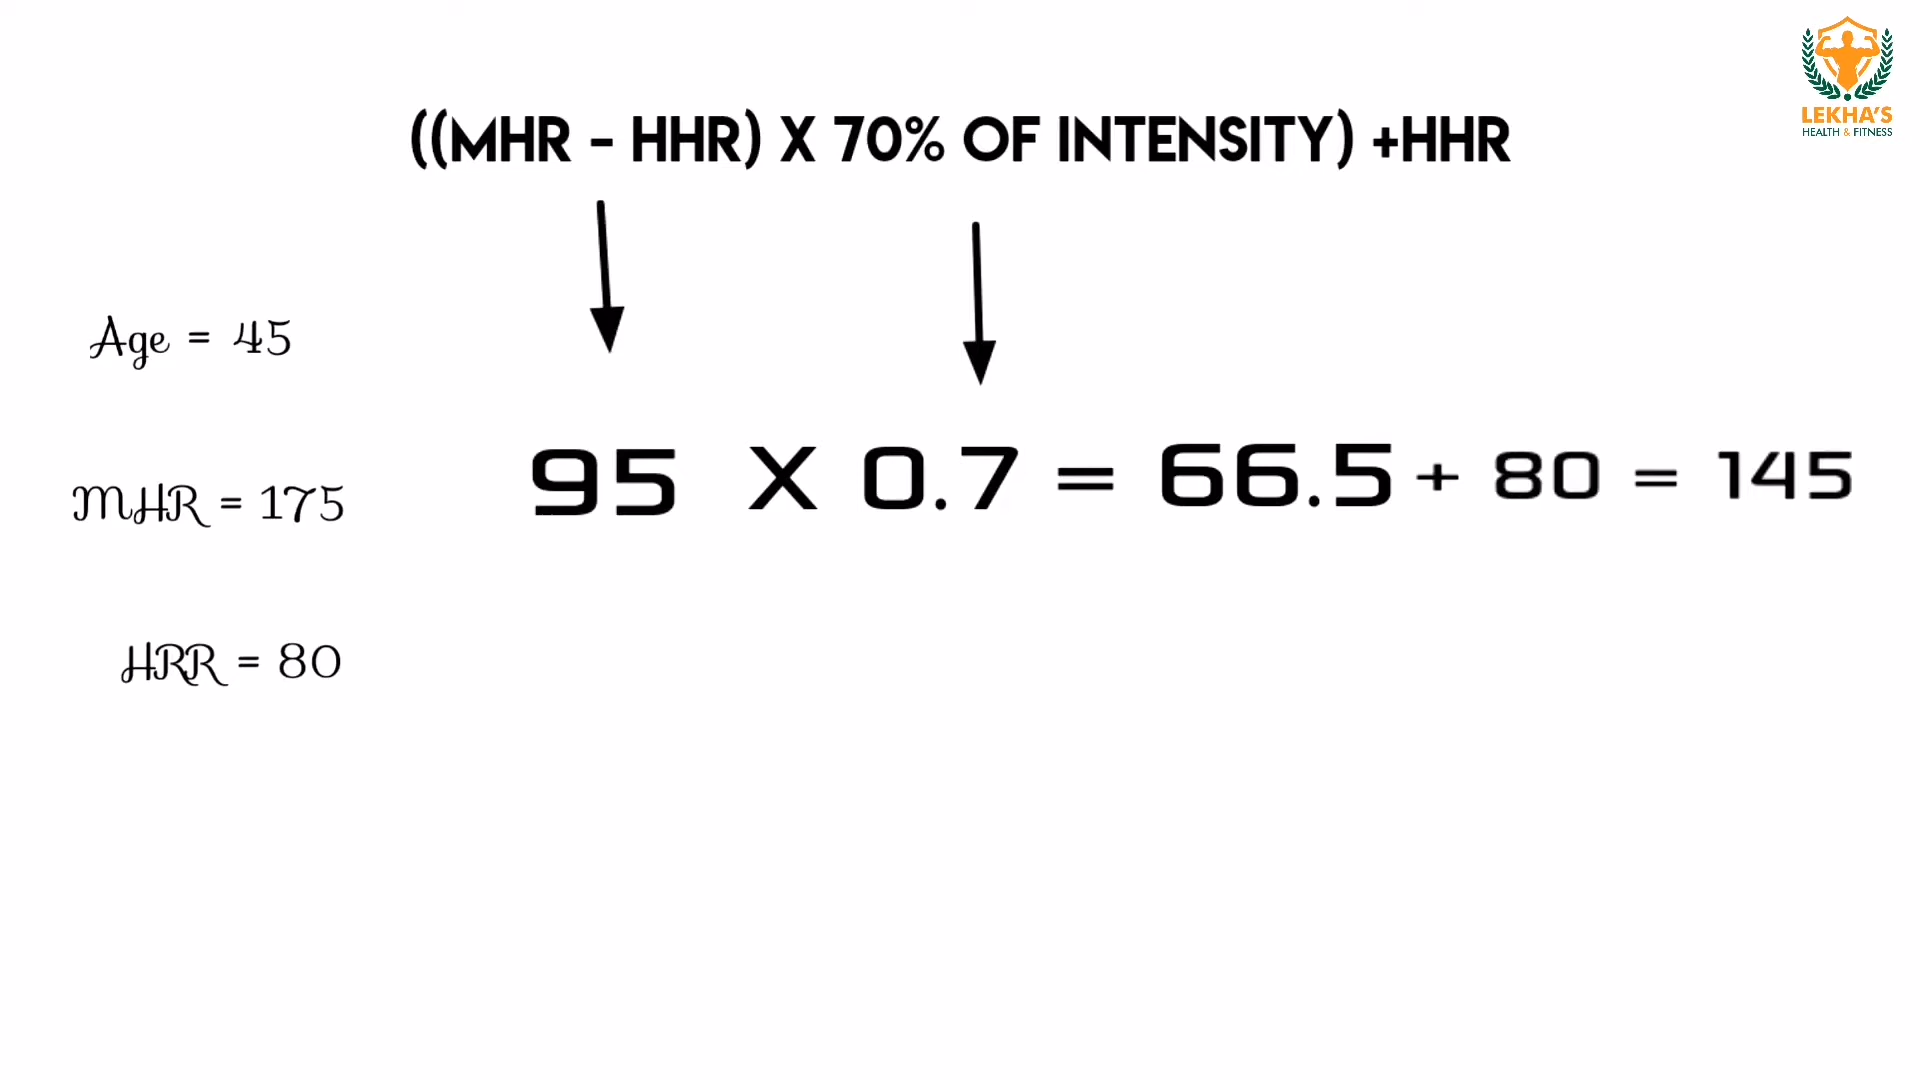 LEKHA'S
HEALTH & FITNESS
((MHR - HHR) X 70% OF INTENSITY) +HHR
Age = 45
95 X 0.7 = 66.5 + 80 = 145
MHR = 175
HRR = 80